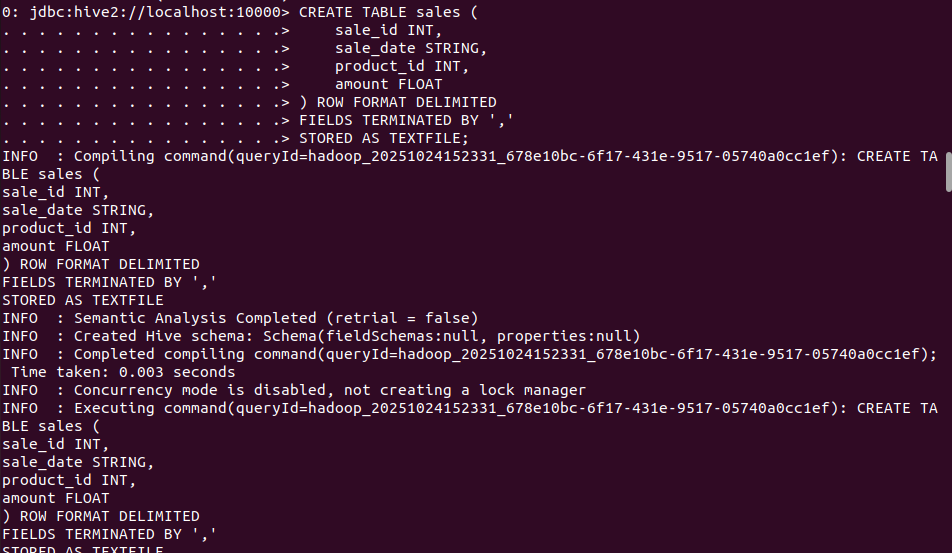 0: jdbc:hive2://localhost:10000> CREATE TABLE sales (
. . . . . . . . . . . . . . . .>     sale_id INT,
. . . . . . . . . . . . . . . .>     sale_date STRING,
. . . . . . . . . . . . . . . .>     product_id INT,
. . . . . . . . . . . . . . . .>     amount FLOAT
. . . . . . . . . . . . . . . .> ) ROW FORMAT DELIMITED
. . . . . . . . . . . . . . . .> FIELDS TERMINATED BY ','
. . . . . . . . . . . . . . . .> STORED AS TEXTFILE;
INFO  : Compiling command(queryId=hadoop_20251024152331_678e10bc-6f17-431e-9517-05740a0cc1ef): CREATE TA
BLE sales (
sale_id INT,
sale_date STRING,
product_id INT,
amount FLOAT
) ROW FORMAT DELIMITED
FIELDS TERMINATED BY ','
STORED AS TEXTFILE
INFO  : Semantic Analysis Completed (retrial = false)
INFO  : Created Hive schema: Schema(fieldSchemas:null, properties:null)
INFO  : Completed compiling command(queryId=hadoop_20251024152331_678e10bc-6f17-431e-9517-05740a0cc1ef);
 Time taken: 0.003 seconds
INFO  : Concurrency mode is disabled, not creating a lock manager
INFO  : Executing command(queryId=hadoop_20251024152331_678e10bc-6f17-431e-9517-05740a0cc1ef): CREATE TA
BLE sales (
sale_id INT,
sale_date STRING,
product_id INT,
amount FLOAT
) ROW FORMAT DELIMITED
FIELDS TERMINATED BY ','
STORED AS TEXTFILE